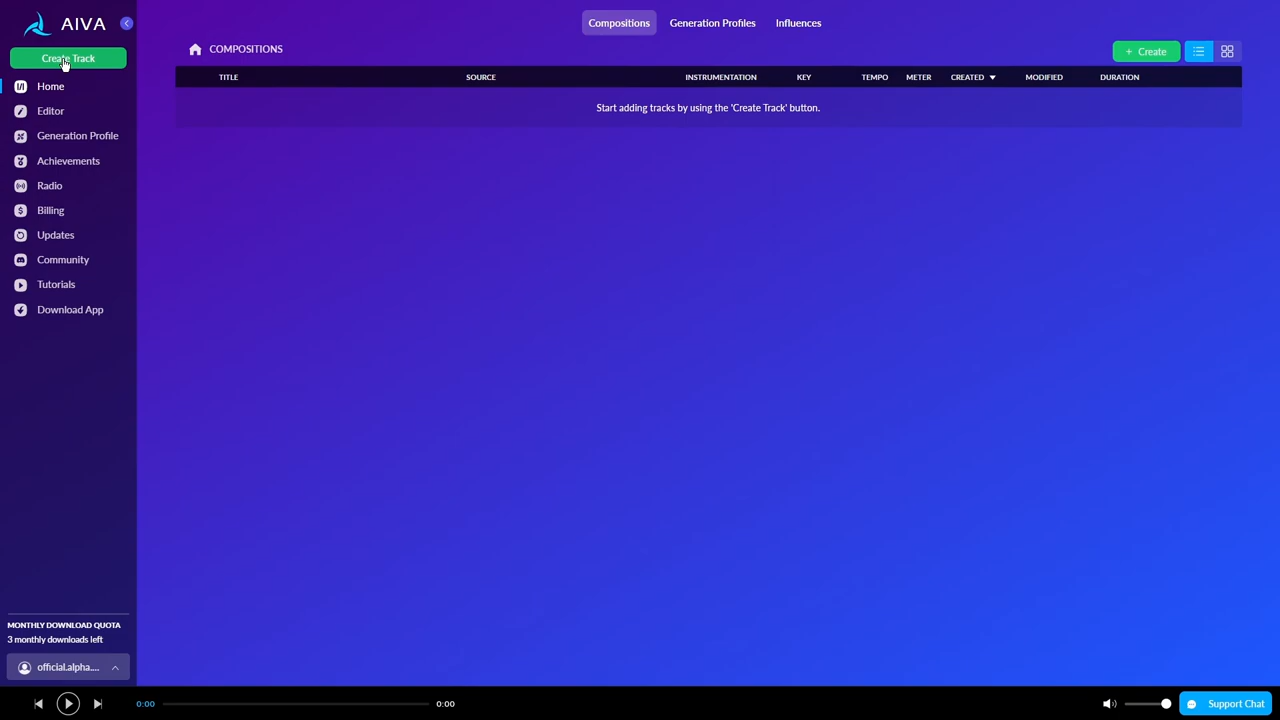 AIVA
Create Track
Home
Editor
Generation Profile
Achievements
Radio
Billing
Updates
Community
Tutorials
Download App
MONTHLY DOWNLOAD QUOTA
3 monthly downloads left
official.alpha....
Compositions Generation Profiles Influences
COMPOSITIONS
+ Create
TITLE SOURCE INSTRUMENTATION KEY TEMPO METER CREATED MODIFIED DURATION
Start adding tracks by using the 'Create Track' button.
0:00 0:00
Support Chat